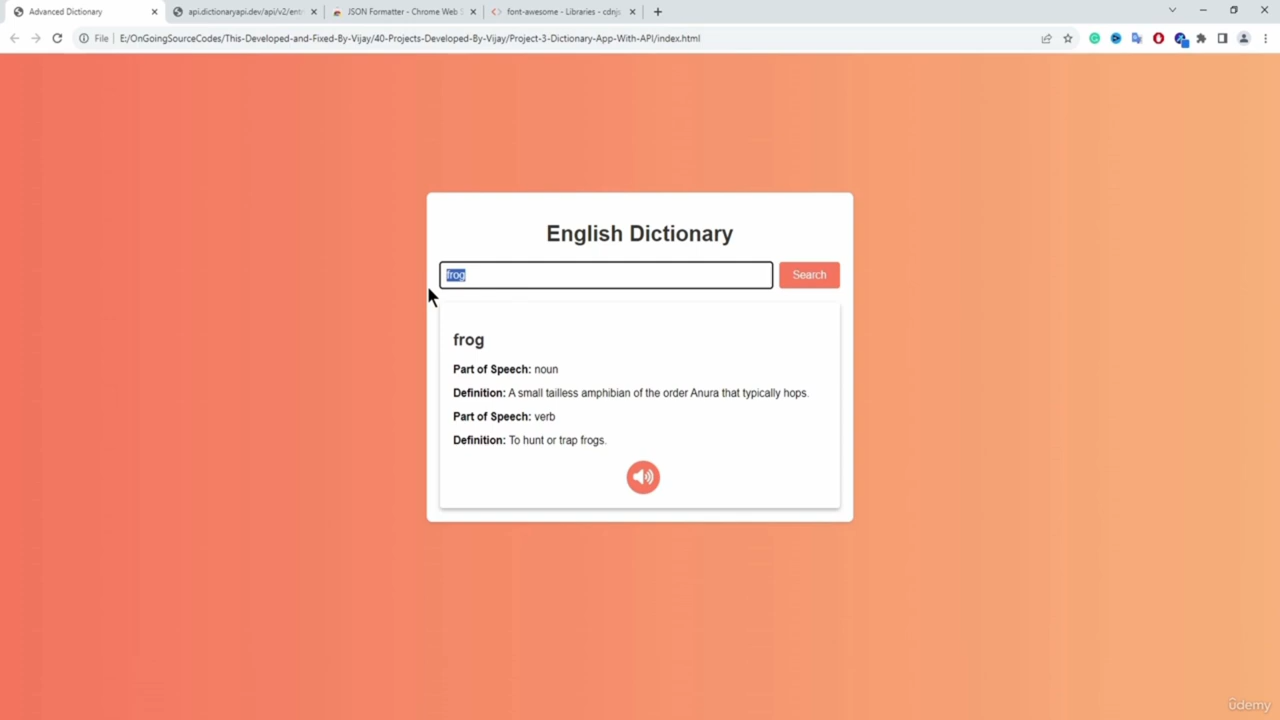 Advanced Dictionary
api.dictionaryapi.dev/api/v2/entr
JSON Formatter - Chrome Web S
font-awesome - Libraries - cdnjs
File
E:/OnGoingSourceCodes/This-Developed-and-Fixed-By-Vijay/40-Projects-Developed-By-Vijay/Project-3-Dictionary-App-With-API/index.html
English Dictionary
frog
Search
frog
Part of Speech: noun
Definition: A small tailless amphibian of the order Anura that typically hops.
Part of Speech: verb
Definition: To hunt or trap frogs.
udemy